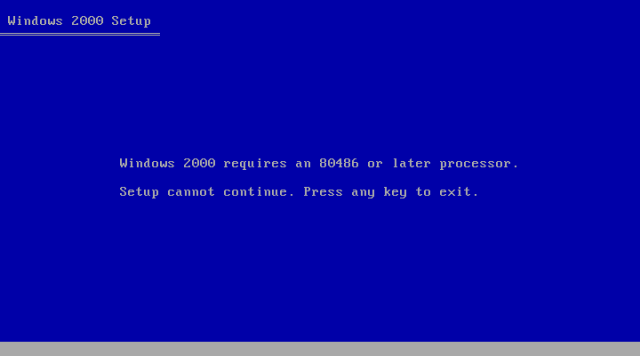 Windows 2000 Setup
Windows 2000 requires an 80486 or later processor.
Setup cannot continue. Press any key to exit.